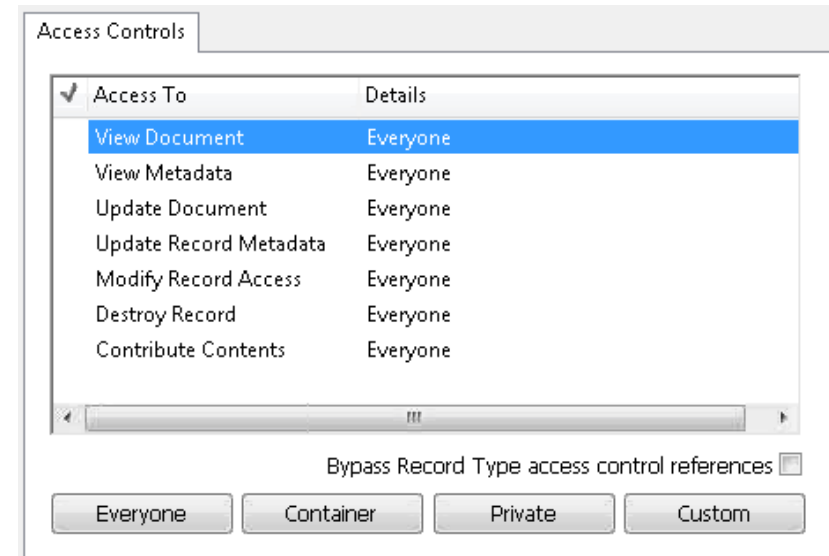 Access Controls
Access To Details
View Document Everyone
View Metadata Everyone
Update Document Everyone
Update Record Metadata Everyone
Modify Record Access Everyone
Destroy Record Everyone
Contribute Contents Everyone
Bypass Record Type access control references
Everyone Container Private Custom